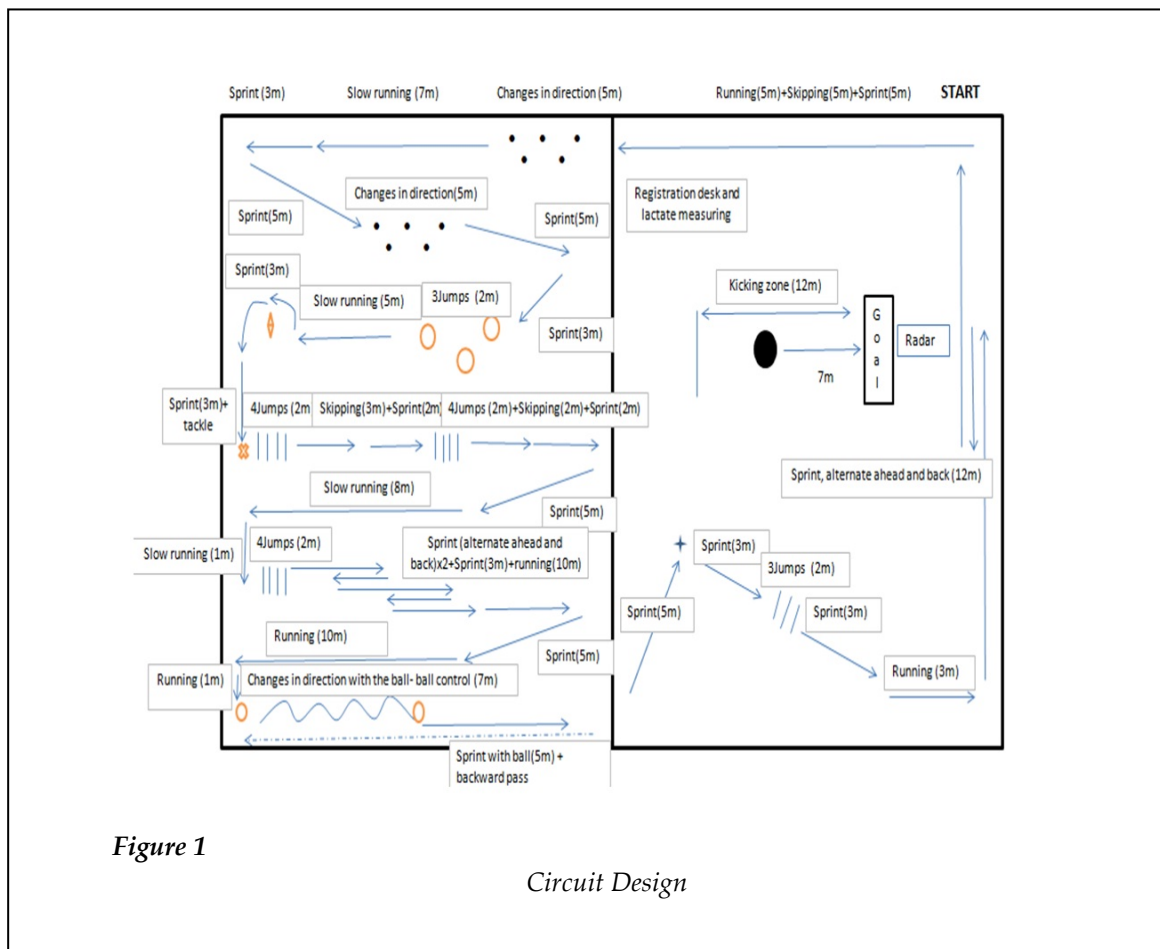 Sprint (3m) Slow running (7m) Changes in direction (5m) Running(5m)+Skipping(5m)+Sprint(5m) START
Changes in direction(5m)
Registration desk and
lactate measuring
Sprint(5m)
Sprint(5m)
Sprint(3m)
Slow running (5m)
3Jumps (2m)
Kicking zone (12m)
Sprint(3m)
G
o
a
l
Radar
7m
Sprint(3m)+
tackle
4Jumps (2m
Skipping(3m)+Sprint(2m)
4Jumps (2m)+Skipping(2m)+Sprint(2m)
Sprint, alternate ahead and back (12m)
Slow running (8m)
Sprint(5m)
Slow running (1m)
4Jumps (2m)
Sprint (alternate ahead and
back)x2+Sprint(3m)+running(10m)
Sprint(3m)
3Jumps (2m)
Sprint(5m)
Sprint(3m)
Running (10m)
Sprint(5m)
Running (1m)
Changes in direction with the ball- ball control (7m)
Running (3m)
Sprint with ball(5m) +
backward pass
Figure 1
Circuit Design